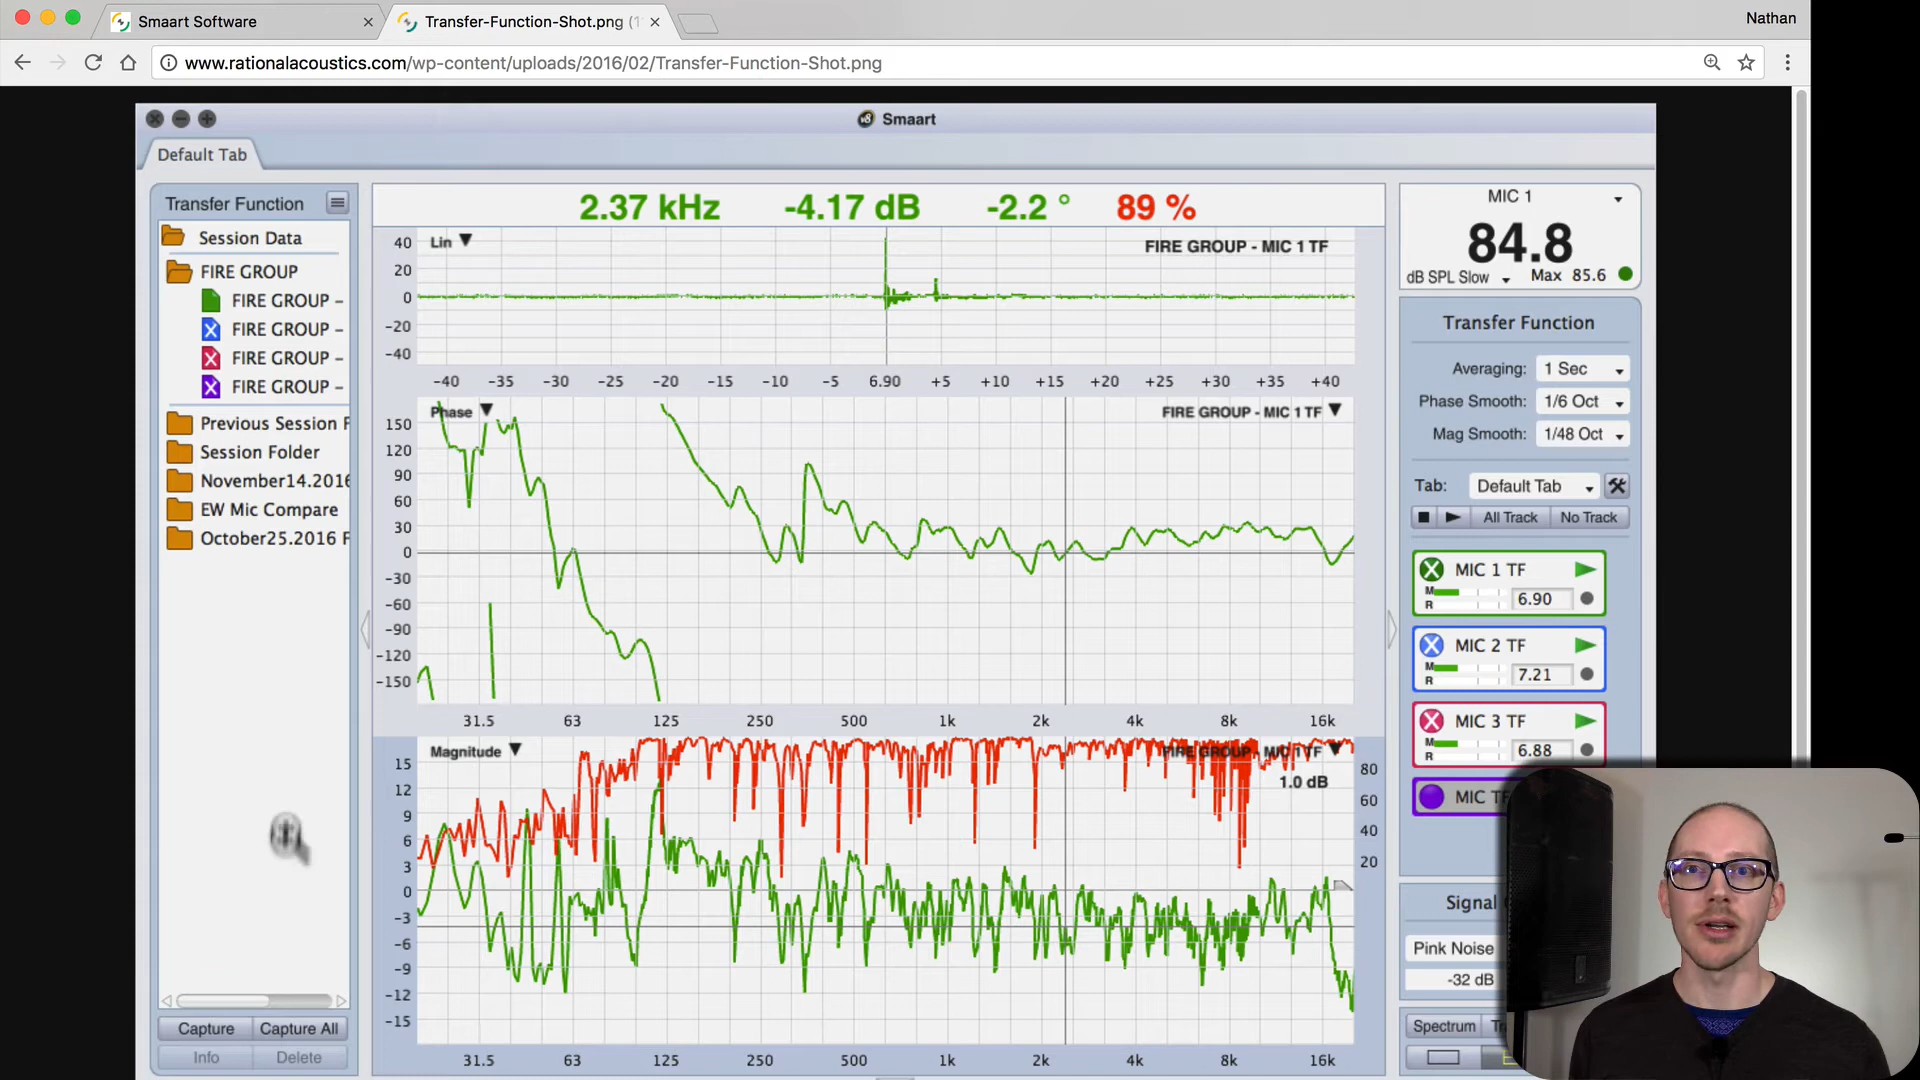 Smaart Software
Transfer-Function-Shot.png (1
Nathan
www.rationalacoustics.com/wp-content/uploads/2016/02/Transfer-Function-Shot.png
v8 Smaart
Default Tab
Transfer Function
Session Data
FIRE GROUP
FIRE GROUP –
FIRE GROUP –
FIRE GROUP –
FIRE GROUP –
Previous Session F
Session Folder
November14.2016
EW Mic Compare
October25.2016 F
Capture Capture All
Info Delete
2.37 kHz -4.17 dB -2.2 ° 89 %
Lin
FIRE GROUP - MIC 1 TF
40
20
0
-20
-40
-40 -35 -30 -25 -20 -15 -10 -5 6.90 +5 +10 +15 +20 +25 +30 +35 +40
Phase
FIRE GROUP - MIC 1 TF
150
120
90
60
30
0
-30
-60
-90
-120
-150
31.5 63 125 250 500 1k 2k 4k 8k 16k
Magnitude
FIRE GROUP - MIC 1 TF
1.0 dB
15
12
9
6
3
0
-3
-6
-9
-12
-15
80
60
40
20
31.5 63 125 250 500 1k 2k 4k 8k 16k
MIC 1
84.8
dB SPL Slow Max 85.6
Transfer Function
Averaging: 1 Sec
Phase Smooth: 1/6 Oct
Mag Smooth: 1/48 Oct
Tab: Default Tab
All Track No Track
MIC 1 TF
M
R 6.90
MIC 2 TF
M
R 7.21
MIC 3 TF
M
R 6.88
MIC TF
Signal
Pink Noise
-32 dB
Spectrum